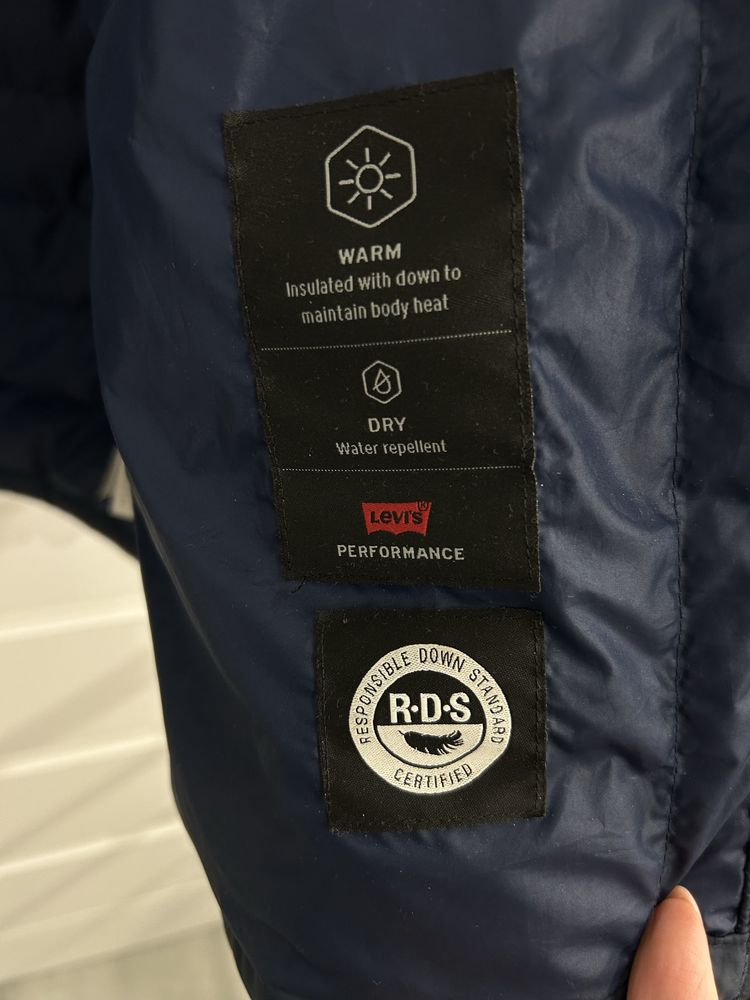 WARM
Insulated with down to
maintain body heat
DRY
Water repellent
Levi's
PERFORMANCE
RESPONSIBLE DOWN STANDARD
R·D·S
CERTIFIED